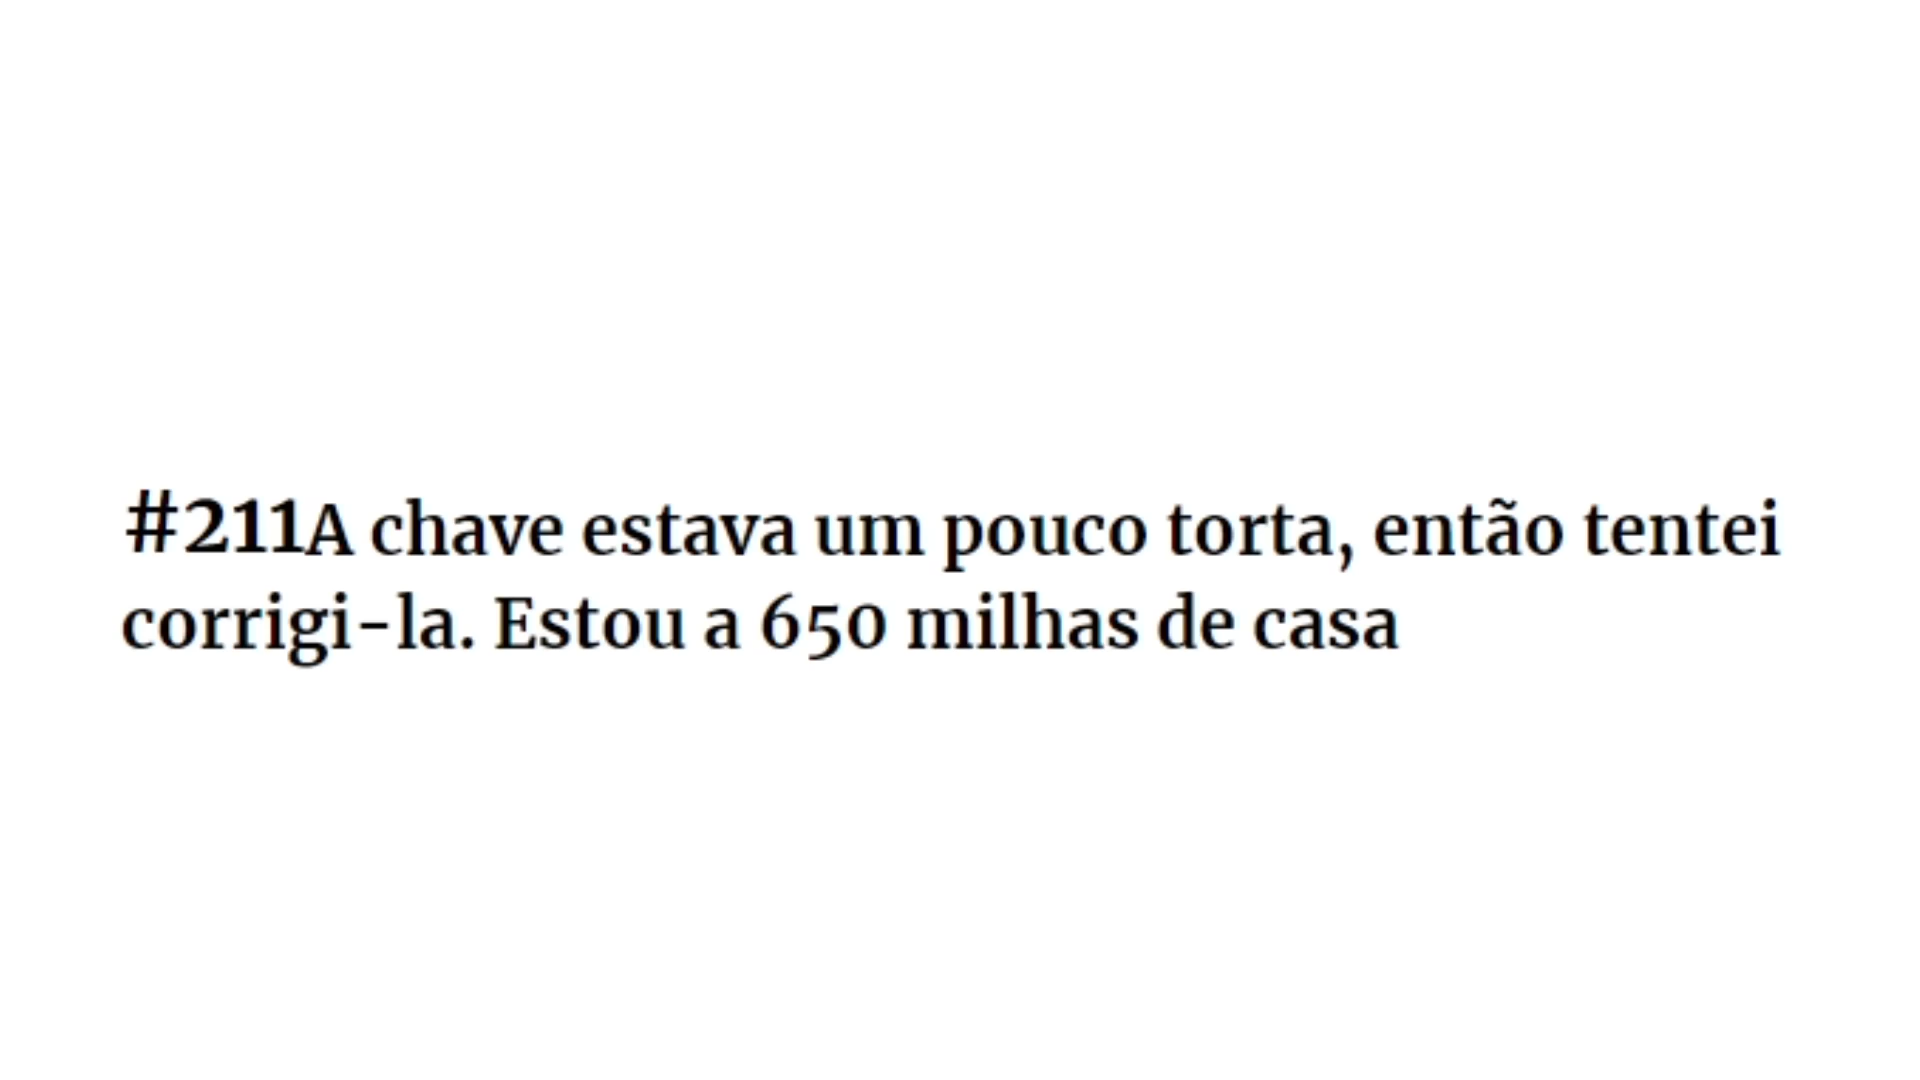 #211A chave estava um pouco torta, então tentei
corrigi-la. Estou a 650 milhas de casa